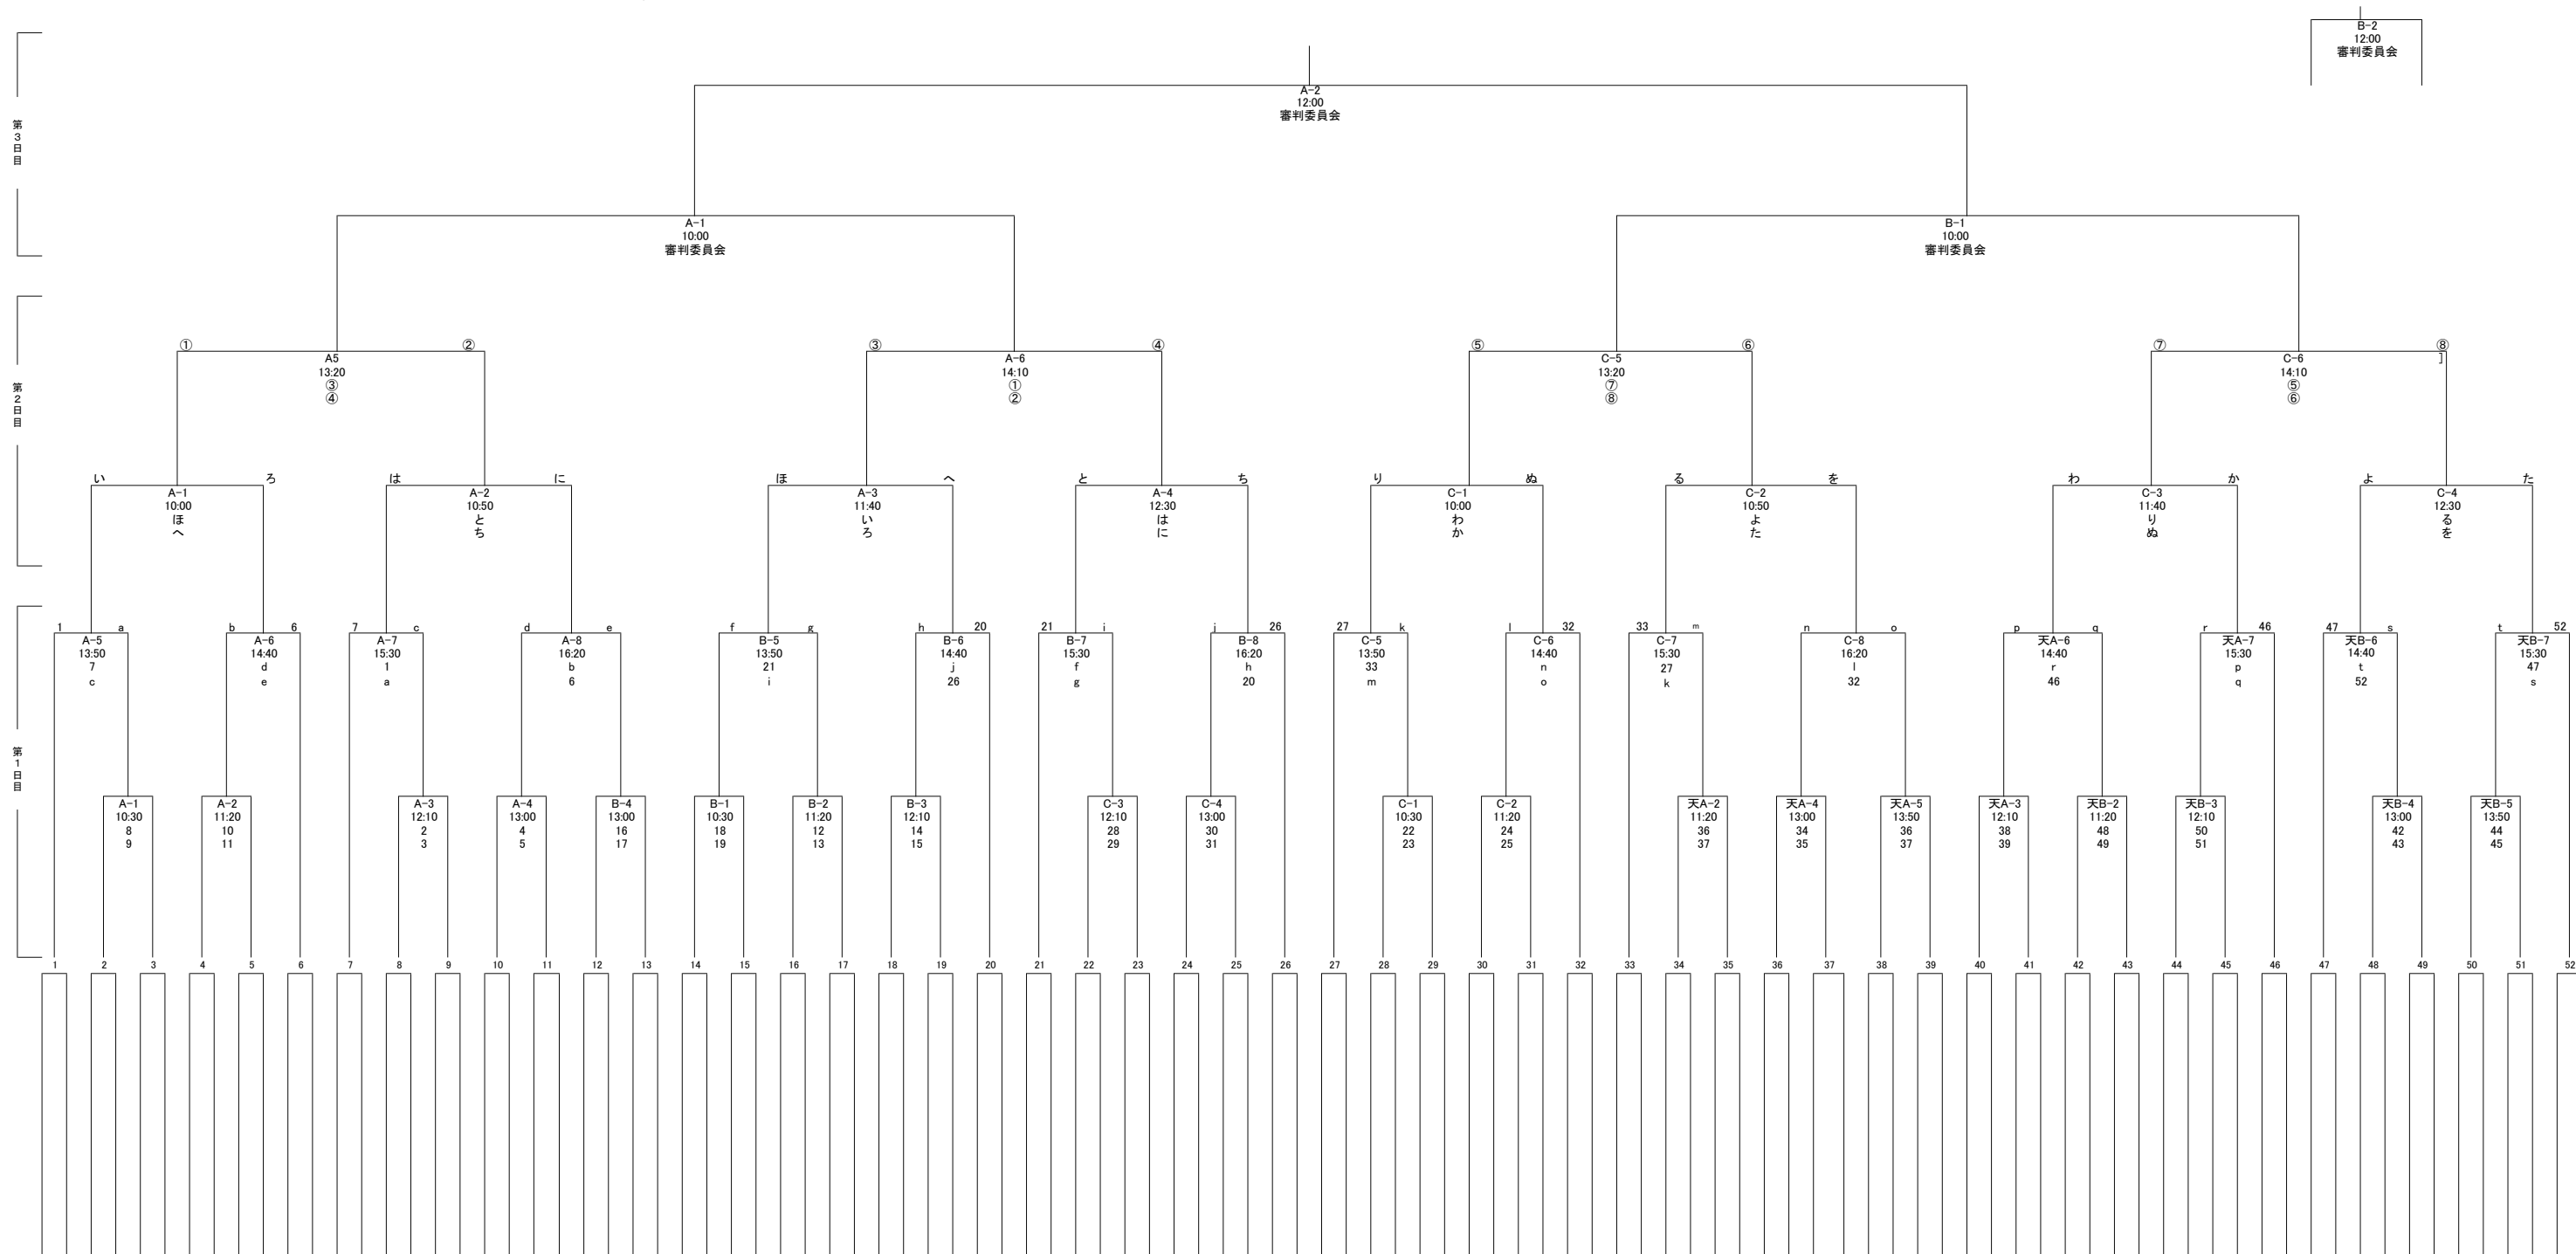 B-2
12:00
審判委員会
A-2
12:00
審判委員会
第3日目
A-1
10:00
審判委員会
B-1
10:00
審判委員会
第2日目
① ②
A5
13:20
③
④
③ ④
A-6
14:10
①
②
⑤ ⑥
C-5
13:20
⑦
⑧
⑦ ⑧
]
C-6
14:10
⑤
⑥
い ろ
A-1
10:00
ほ
へ
は に
A-2
10:50
と
ち
ほ へ
A-3
11:40
い
ろ
と ち
A-4
12:30
は
に
り ぬ
C-1
10:00
わ
か
る を
C-2
10:50
よ
た
わ か
C-3
11:40
り
ぬ
よ た
C-4
12:30
る
を
第1日目
1 a
A-5
13:50
7
c
b 6
A-6
14:40
d
e
7 c
A-7
15:30
1
a
d e
A-8
16:20
b
6
f g
B-5
13:50
21
i
h 20
B-6
14:40
j
26
21 i
B-7
15:30
f
g
j 26
B-8
16:20
h
20
27 k
C-5
13:50
33
m
l 32
C-6
14:40
n
o
33 m
C-7
15:30
27
k
n o
C-8
16:20
l
32
p q
天A-6
14:40
r
46
r 46
天A-7
15:30
p
q
47 s
天B-6
14:40
t
52
t 52
天B-7
15:30
47
s
A-1
10:30
8
9
A-2
11:20
10
11
A-3
12:10
2
3
A-4
13:00
4
5
B-4
13:00
16
17
B-1
10:30
18
19
B-2
11:20
12
13
B-3
12:10
14
15
C-3
12:10
28
29
C-4
13:00
30
31
C-1
10:30
22
23
C-2
11:20
24
25
天A-2
11:20
36
37
天A-4
13:00
34
35
天A-5
13:50
36
37
天A-3
12:10
38
39
天B-2
11:20
48
49
天B-3
12:10
50
51
天B-4
13:00
42
43
天B-5
13:50
44
45
1 2 3 4 5 6 7 8 9 10 11 12 13 14 15 16 17 18 19 20 21 22 23 24 25 26 27 28 29 30 31 32 33 34 35 36 37 38 39 40 41 42 43 44 45 46 47 48 49 50 51 52